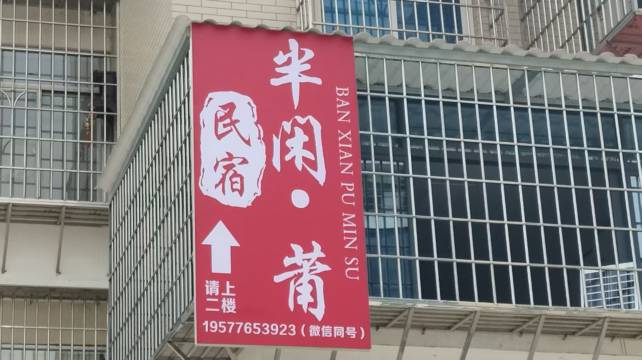 半闲·莆
BAN XIAN PU MIN SU
民宿
请上
二楼
19577653923（微信同号）